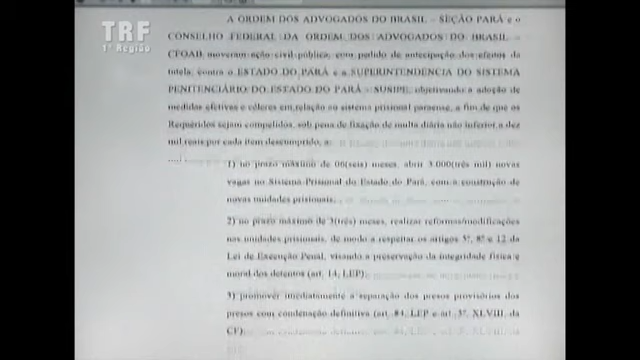 TRF
1ª Região
A ORDEM DOS ADVOGADOS DO BRASIL – SEÇÃO PARÁ e o
CONSELHO FEDERAL DA ORDEM DOS ADVOGADOS DO BRASIL –
CFOAB moveram ação civil pública, com pedido de antecipação dos efeitos da
tutela, contra o ESTADO DO PARÁ e a SUPERINTENDÊNCIA DO SISTEMA
PENITENCIÁRIO DO ESTADO DO PARÁ – SUSIPE, objetivando a adoção de
medidas efetivas e céleres em relação ao sistema prisional paraense, a fim de que os
Requeridos sejam compelidos, sob pena de fixação de multa diária não inferior a dez
mil reais por cada item descumprido, a:
1) no prazo máximo de 06(seis) meses, abrir 3.000(três mil) novas
vagas no Sistema Prisional do Estado do Pará, com a construção de
novas unidades prisionais.
2) no prazo máximo de 3(três) meses, realizar reformas/modificações
nas unidades prisionais, de modo a respeitar os artigos 5º, 8º e 12 da
Lei de Execução Penal, visando a preservação da integridade física e
moral dos detentos (art. 14, LEP)
3) promover imediatamente a separação dos presos provisórios dos
presos com condenação definitiva (art. 84, LEP e art. 5º, XLVIII, da
CF)